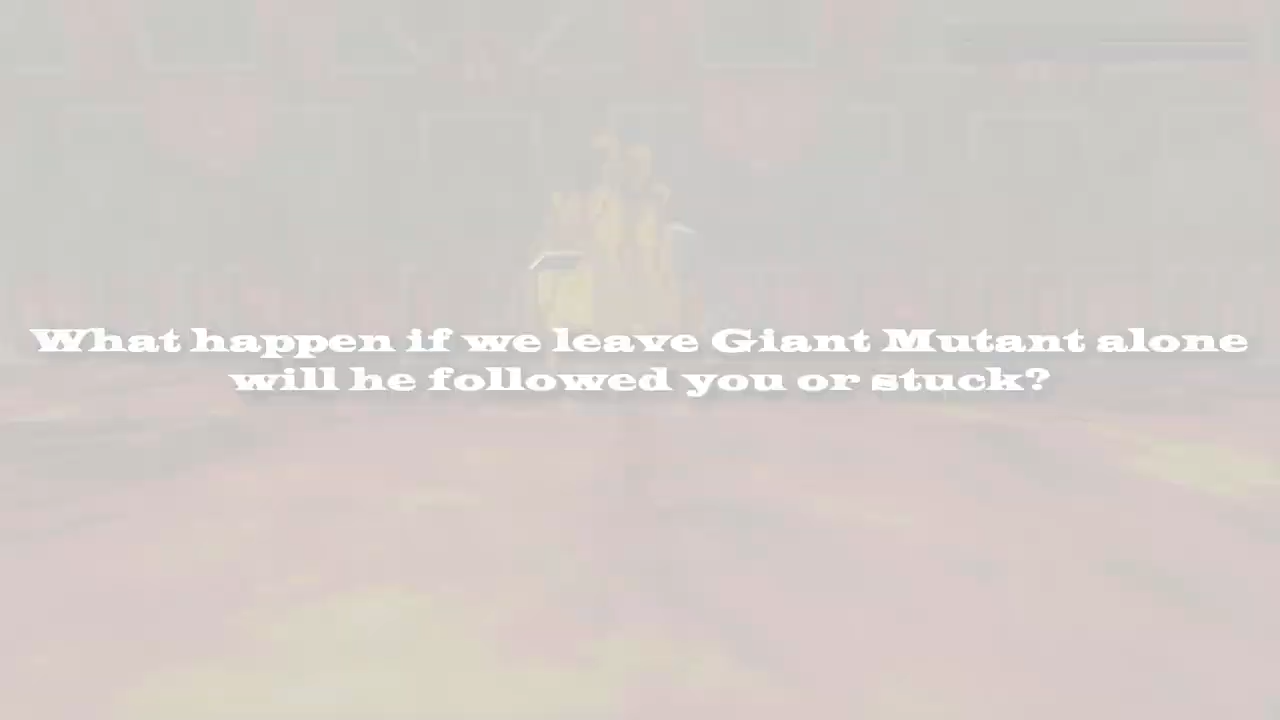 What happen if we leave Giant Mutant alone
will he followed you or stuck?